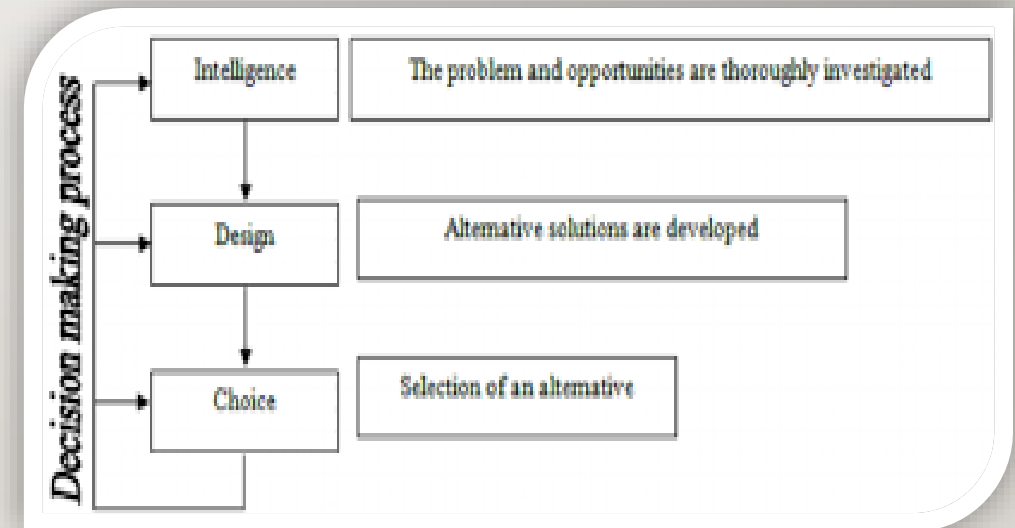 Decision making process
Intelligence
The problem and opportunities are thoroughly investigated
Design
Alternative solutions are developed
Choice
Selection of an alternative